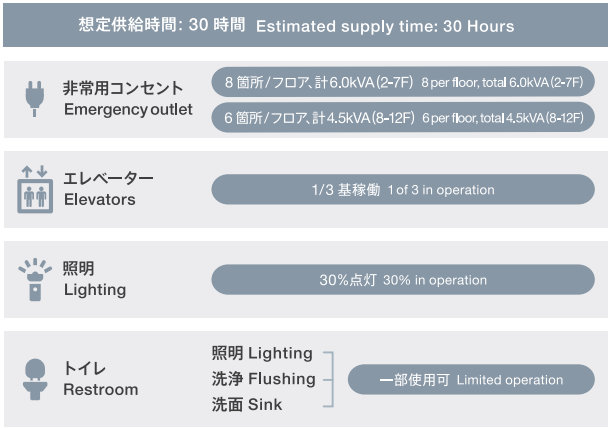 想定供給時間: 30 時間 Estimated supply time: 30 Hours
非常用コンセント
Emergency outlet
8 箇所/フロア、計6.0kVA(2-7F) 8 per floor, total 6.0kVA(2-7F)
6 箇所/フロア、計4.5kVA(8-12F) 6 per floor, total 4.5kVA(8-12F)
エレベーター
Elevators
1/3 基稼働 1 of 3 in operation
照明
Lighting
30%点灯 30% in operation
トイレ
Restroom
照明 Lighting
洗浄 Flushing
洗面 Sink
一部使用可 Limited operation